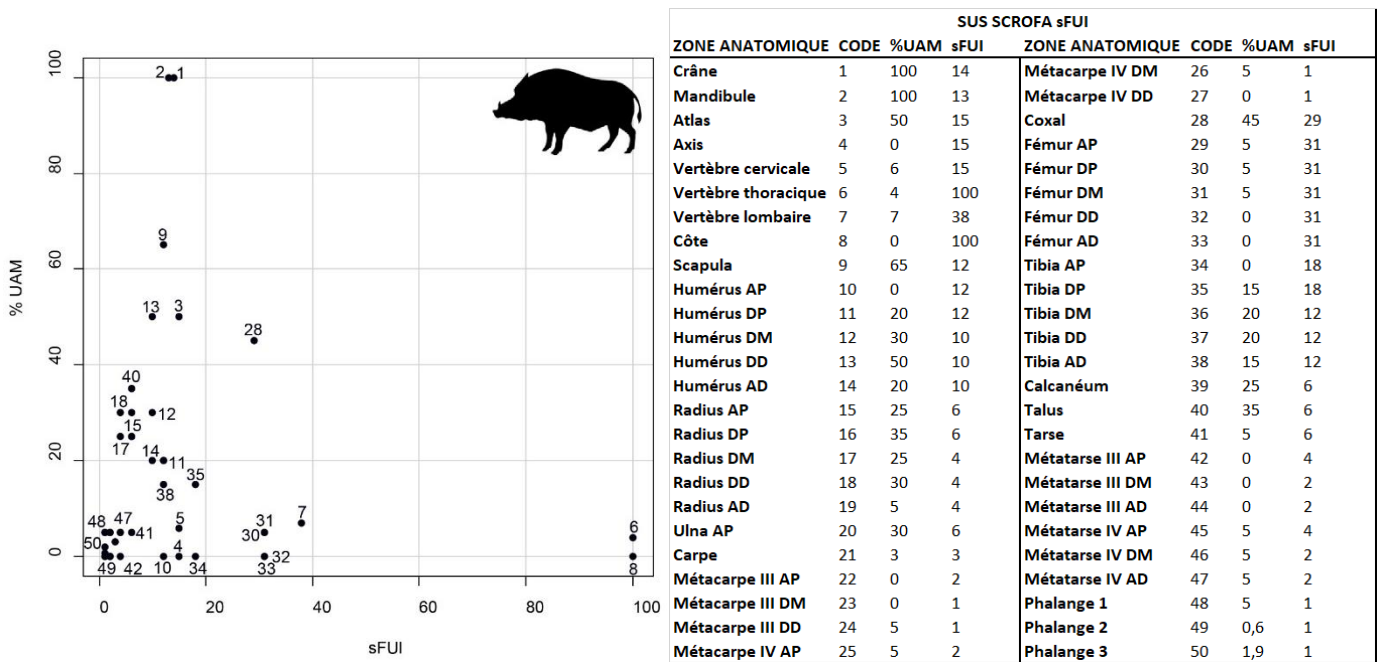 100
80
60
40
20
0
% UAM
2 1
9
13 3
28
40
18 12
15
17
14 11
35
38
48 47 5 31 7
41 30 6
50 4 32
49 42 10 34 33 8
0 20 40 60 80 100
sFUI
SUS SCROFA sFUI
ZONE ANATOMIQUE CODE %UAM sFUI ZONE ANATOMIQUE CODE %UAM sFUI
Crâne 1 100 14 Métacarpe IV DM 26 5 1
Mandibule 2 100 13 Métacarpe IV DD 27 0 1
Atlas 3 50 15 Coxal 28 45 29
Axis 4 0 15 Fémur AP 29 5 31
Vertèbre cervicale 5 6 15 Fémur DP 30 5 31
Vertèbre thoracique 6 4 100 Fémur DM 31 5 31
Vertèbre lombaire 7 7 38 Fémur DD 32 0 31
Côte 8 0 100 Fémur AD 33 0 31
Scapula 9 65 12 Tibia AP 34 0 18
Humérus AP 10 0 12 Tibia DP 35 15 18
Humérus DP 11 20 12 Tibia DM 36 20 12
Humérus DM 12 30 10 Tibia DD 37 20 12
Humérus DD 13 50 10 Tibia AD 38 15 12
Humérus AD 14 20 10 Calcanéum 39 25 6
Radius AP 15 25 6 Talus 40 35 6
Radius DP 16 35 6 Tarse 41 5 6
Radius DM 17 25 4 Métatarse III AP 42 0 4
Radius DD 18 30 4 Métatarse III DM 43 0 2
Radius AD 19 5 4 Métatarse III AD 44 0 2
Ulna AP 20 30 6 Métatarse IV AP 45 5 4
Carpe 21 3 3 Métatarse IV DM 46 5 2
Métacarpe III AP 22 0 2 Métatarse IV AD 47 5 2
Métacarpe III DM 23 0 1 Phalange 1 48 5 1
Métacarpe III DD 24 5 1 Phalange 2 49 0,6 1
Métacarpe IV AP 25 5 2 Phalange 3 50 1,9 1